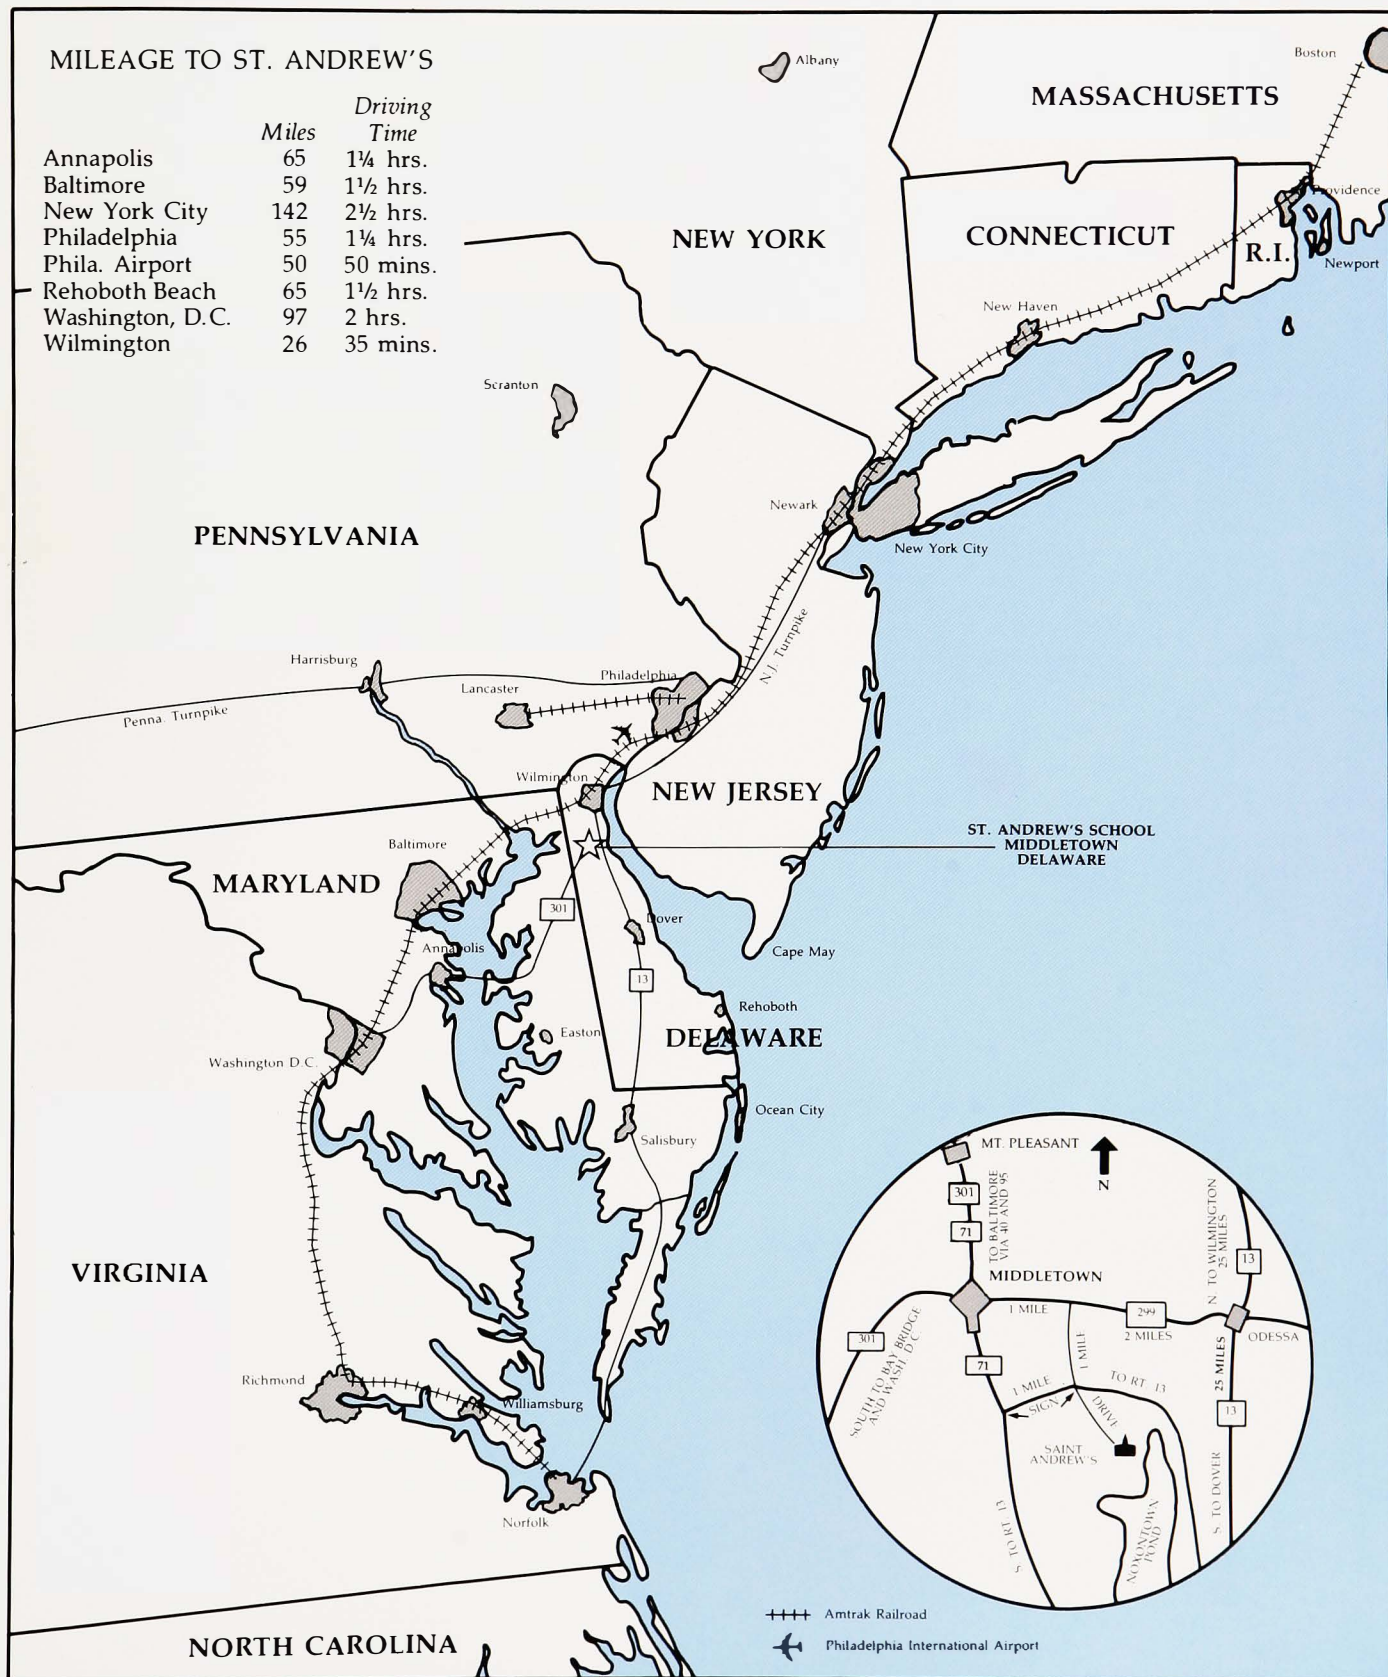 MILEAGE TO ST. ANDREW'S
Miles Driving Time
Annapolis 65 1¼ hrs.
Baltimore 59 1½ hrs.
New York City 142 2½ hrs.
Philadelphia 55 1¼ hrs.
Phila. Airport 50 50 mins.
Rehoboth Beach 65 1½ hrs.
Washington, D.C. 97 2 hrs.
Wilmington 26 35 mins.
Albany
Boston
MASSACHUSETTS
Providence
NEW YORK
CONNECTICUT
R.I.
Newport
New Haven
Scranton
Newark
New York City
PENNSYLVANIA
N.J. Turnpike
Harrisburg
Philadelphia
Lancaster
Penna. Turnpike
Wilmington
NEW JERSEY
ST. ANDREW'S SCHOOL
MIDDLETOWN
DELAWARE
Baltimore
MARYLAND
301
Dover
Annapolis
Cape May
13
Rehoboth
Easton
DELAWARE
Washington D.C.
Ocean City
Salisbury
VIRGINIA
Richmond
Williamsburg
Norfolk
NORTH CAROLINA
MT. PLEASANT
N
301
TO BALTIMORE
VIA 40 AND 95
71
N TO WILMINGTON
25 MILES
13
MIDDLETOWN
1 MILE
299
2 MILES
ODESSA
301
SOUTH TO BAY BRIDGE
AND WASH. D.C.
1 MILE
71
25 MILES
1 MILE
TO RT. 13
SIGN
DRIVE
13
SAINT
ANDREW'S
S. TO RT. 13
NOXONTOWN
POND
S. TO DOVER
Amtrak Railroad
Philadelphia International Airport